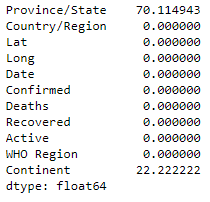 Province/State    70.114943
Country/Region     0.000000
Lat                0.000000
Long               0.000000
Date               0.000000
Confirmed          0.000000
Deaths             0.000000
Recovered          0.000000
Active             0.000000
WHO Region         0.000000
Continent         22.222222
dtype: float64